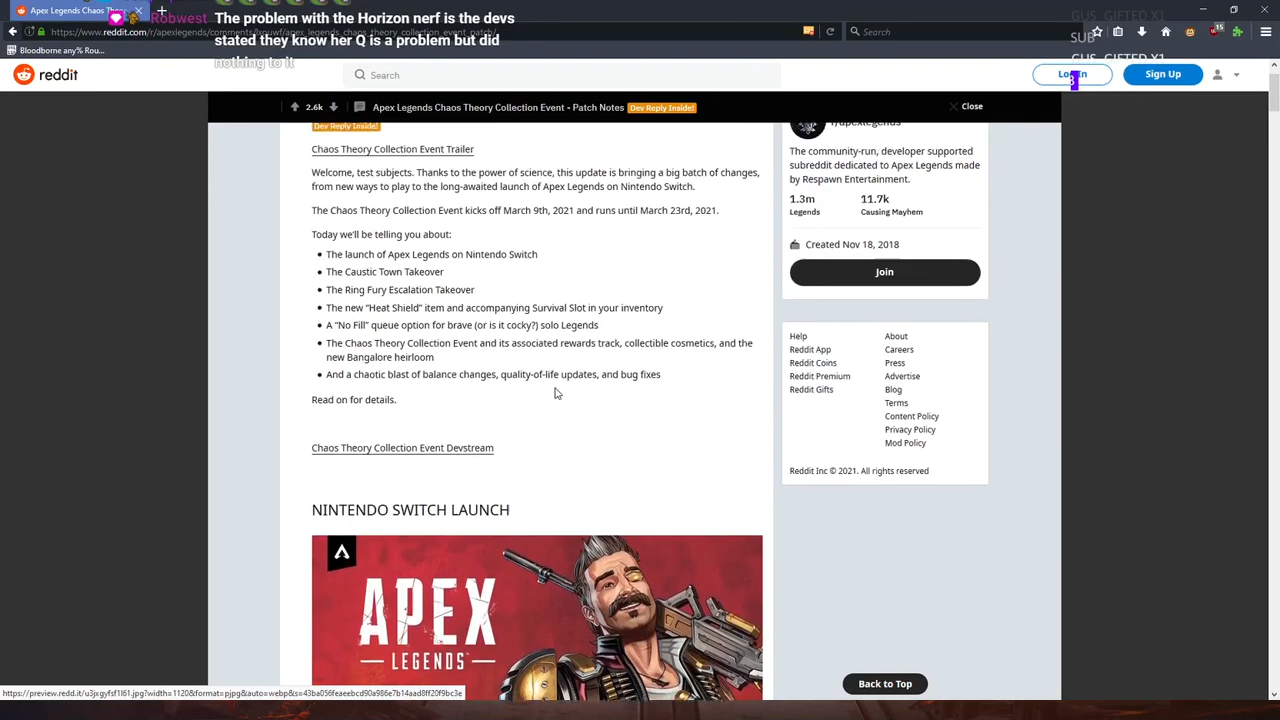 Apex Legends Chaos Theor
Robwest
The problem with the Horizon nerf is the devs
stated they know her Q is a problem but did
nothing to it
GUS_GIFTED X1
SUB
GUS_GIFTED X1
https://www.reddit.com/r/apexlegends/comments/
apex_legends_chaos_theory_collection_event_patch/
Search
15
Bloodborne any% Rou...
reddit
Search
Log In
Sign Up
2.6k
Apex Legends Chaos Theory Collection Event - Patch Notes
Dev Reply Inside!
Close
Dev Reply Inside!
Chaos Theory Collection Event Trailer
Welcome, test subjects. Thanks to the power of science, this update is bringing a big batch of changes,
from new ways to play to the long-awaited launch of Apex Legends on Nintendo Switch.
The Chaos Theory Collection Event kicks off March 9th, 2021 and runs until March 23rd, 2021.
Today we'll be telling you about:
• The launch of Apex Legends on Nintendo Switch
• The Caustic Town Takeover
• The Ring Fury Escalation Takeover
• The new “Heat Shield” item and accompanying Survival Slot in your inventory
• A “No Fill” queue option for brave (or is it cocky?) solo Legends
• The Chaos Theory Collection Event and its associated rewards track, collectible cosmetics, and the
new Bangalore heirloom
• And a chaotic blast of balance changes, quality-of-life updates, and bug fixes
Read on for details.
Chaos Theory Collection Event Devstream
NINTENDO SWITCH LAUNCH
APEX
LEGENDS
r/apexlegends
The community-run, developer supported
subreddit dedicated to Apex Legends made
by Respawn Entertainment.
1.3m
Legends
11.7k
Causing Mayhem
Created Nov 18, 2018
Join
Help
Reddit App
Reddit Coins
Reddit Premium
Reddit Gifts
About
Careers
Press
Advertise
Blog
Terms
Content Policy
Privacy Policy
Mod Policy
Reddit Inc © 2021. All rights reserved
Back to Top